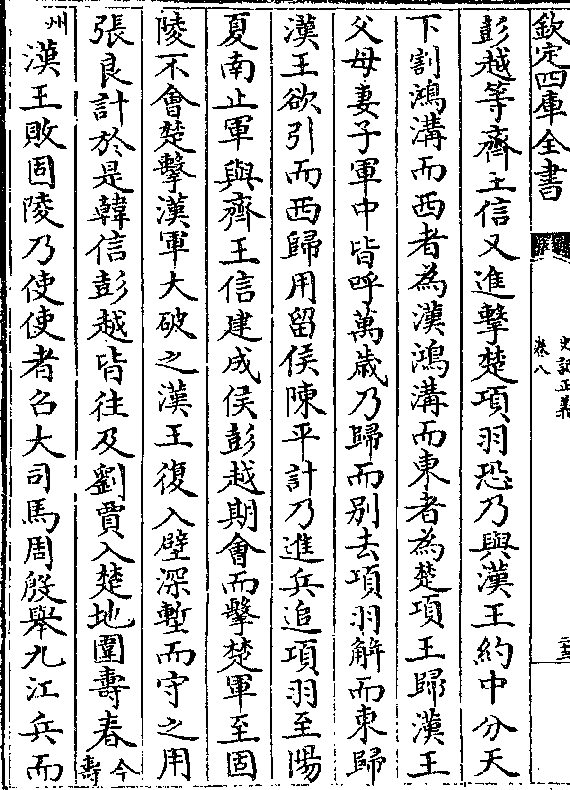 欽定四庫全書
史記正義
卷八
彭越等齊王信又進擊楚項羽恐乃與漢王約中分天
下割鴻溝而西者為漢鴻溝而東者為楚項王歸漢王
父母妻子軍中皆呼萬歲乃歸而别去項羽解而東歸
漢王欲引而西歸用留侯陳平計乃進兵追項羽至陽
夏南止軍與齊王信建成侯彭越期會而擊楚軍至固
陵不會楚擊漢軍大破之漢王復入壁深塹而守之用
張良計於是韓信彭越皆往及劉賈入楚地圍壽春今壽
州漢王敗固陵乃使使者召大司馬周殷舉九江兵而